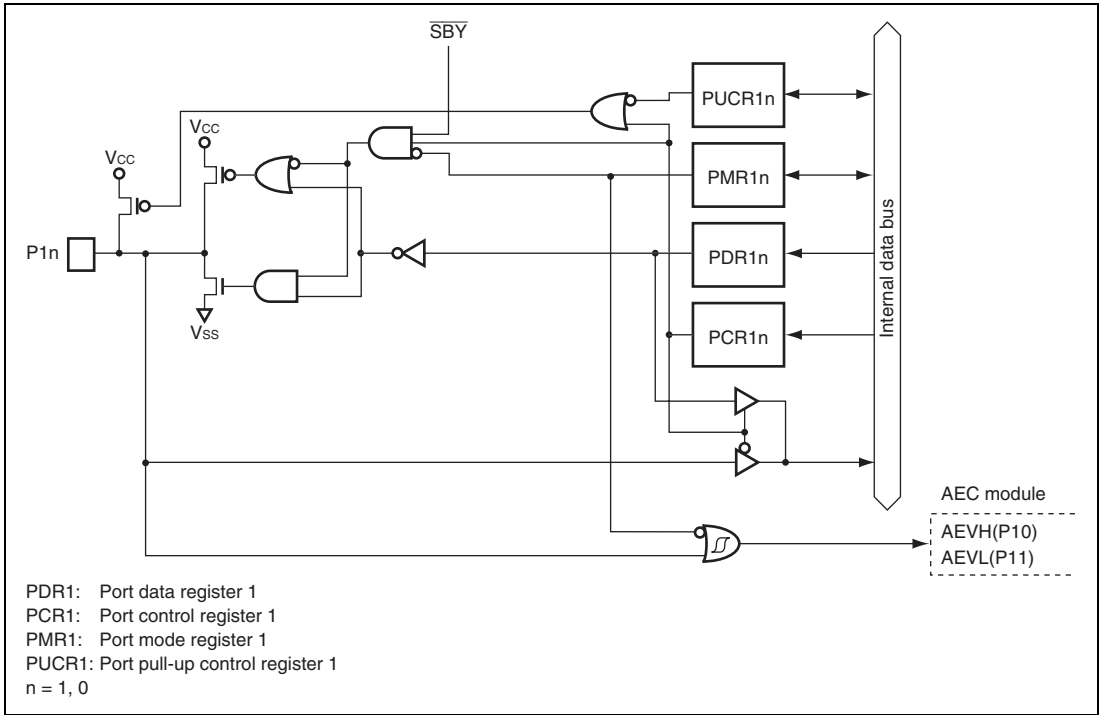 S̅B̅Y̅
PUCR1n
VCC
VCC
PMR1n
P1n
PDR1n
Internal data bus
VSS
PCR1n
AEC module
AEVH(P10)
AEVL(P11)
PDR1: Port data register 1
PCR1: Port control register 1
PMR1: Port mode register 1
PUCR1: Port pull-up control register 1
n = 1, 0